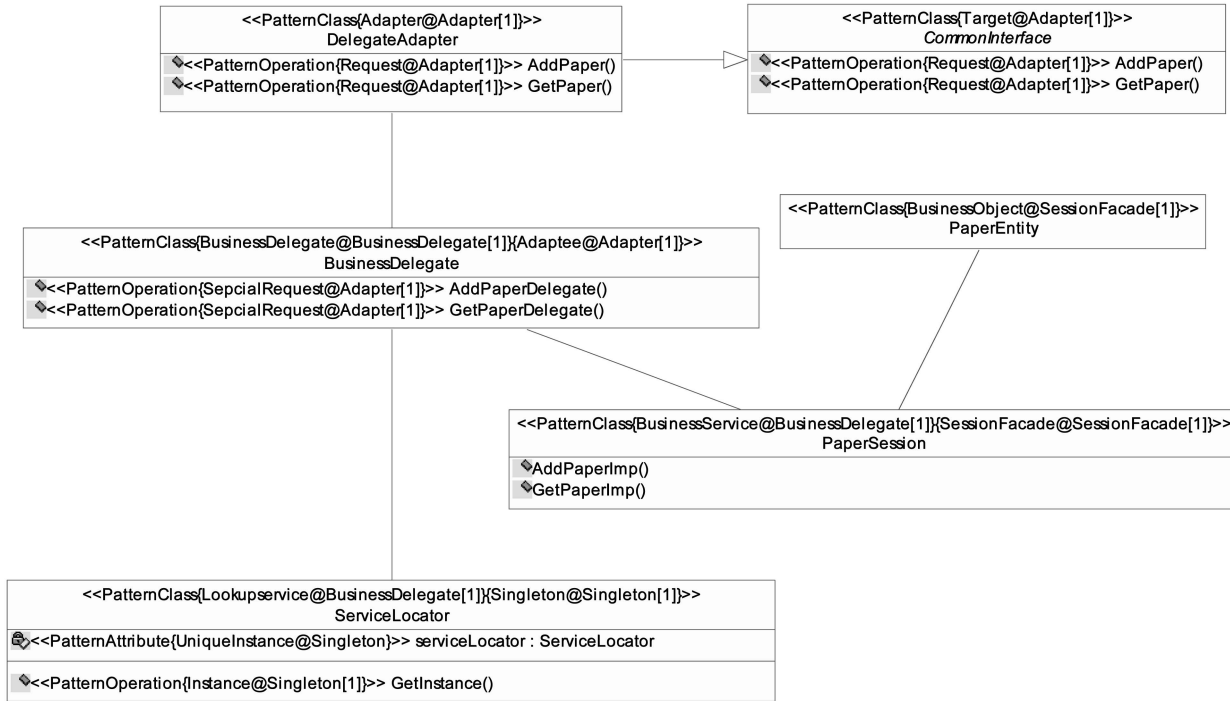 <<PatternClass{Adapter@Adapter[1]}>>
DelegateAdapter
<<PatternOperation{Request@Adapter[1]}>> AddPaper()
<<PatternOperation{Request@Adapter[1]}>> GetPaper()
<<PatternClass{Target@Adapter[1]}>>
CommonInterface
<<PatternOperation{Request@Adapter[1]}>> AddPaper()
<<PatternOperation{Request@Adapter[1]}>> GetPaper()
<<PatternClass{BusinessObject@SessionFacade[1]}>>
PaperEntity
<<PatternClass{BusinessDelegate@BusinessDelegate[1]}{Adaptee@Adapter[1]}>>
BusinessDelegate
<<PatternOperation{SepcialRequest@Adapter[1]}>> AddPaperDelegate()
<<PatternOperation{SepcialRequest@Adapter[1]}>> GetPaperDelegate()
<<PatternClass{BusinessService@BusinessDelegate[1]}{SessionFacade@SessionFacade[1]}>>
PaperSession
AddPaperImp()
GetPaperImp()
<<PatternClass{Lookupservice@BusinessDelegate[1]}{Singleton@Singleton[1]}>>
ServiceLocator
<<PatternAttribute{UniqueInstance@Singleton}>> serviceLocator : ServiceLocator
<<PatternOperation{Instance@Singleton[1]}>> GetInstance()